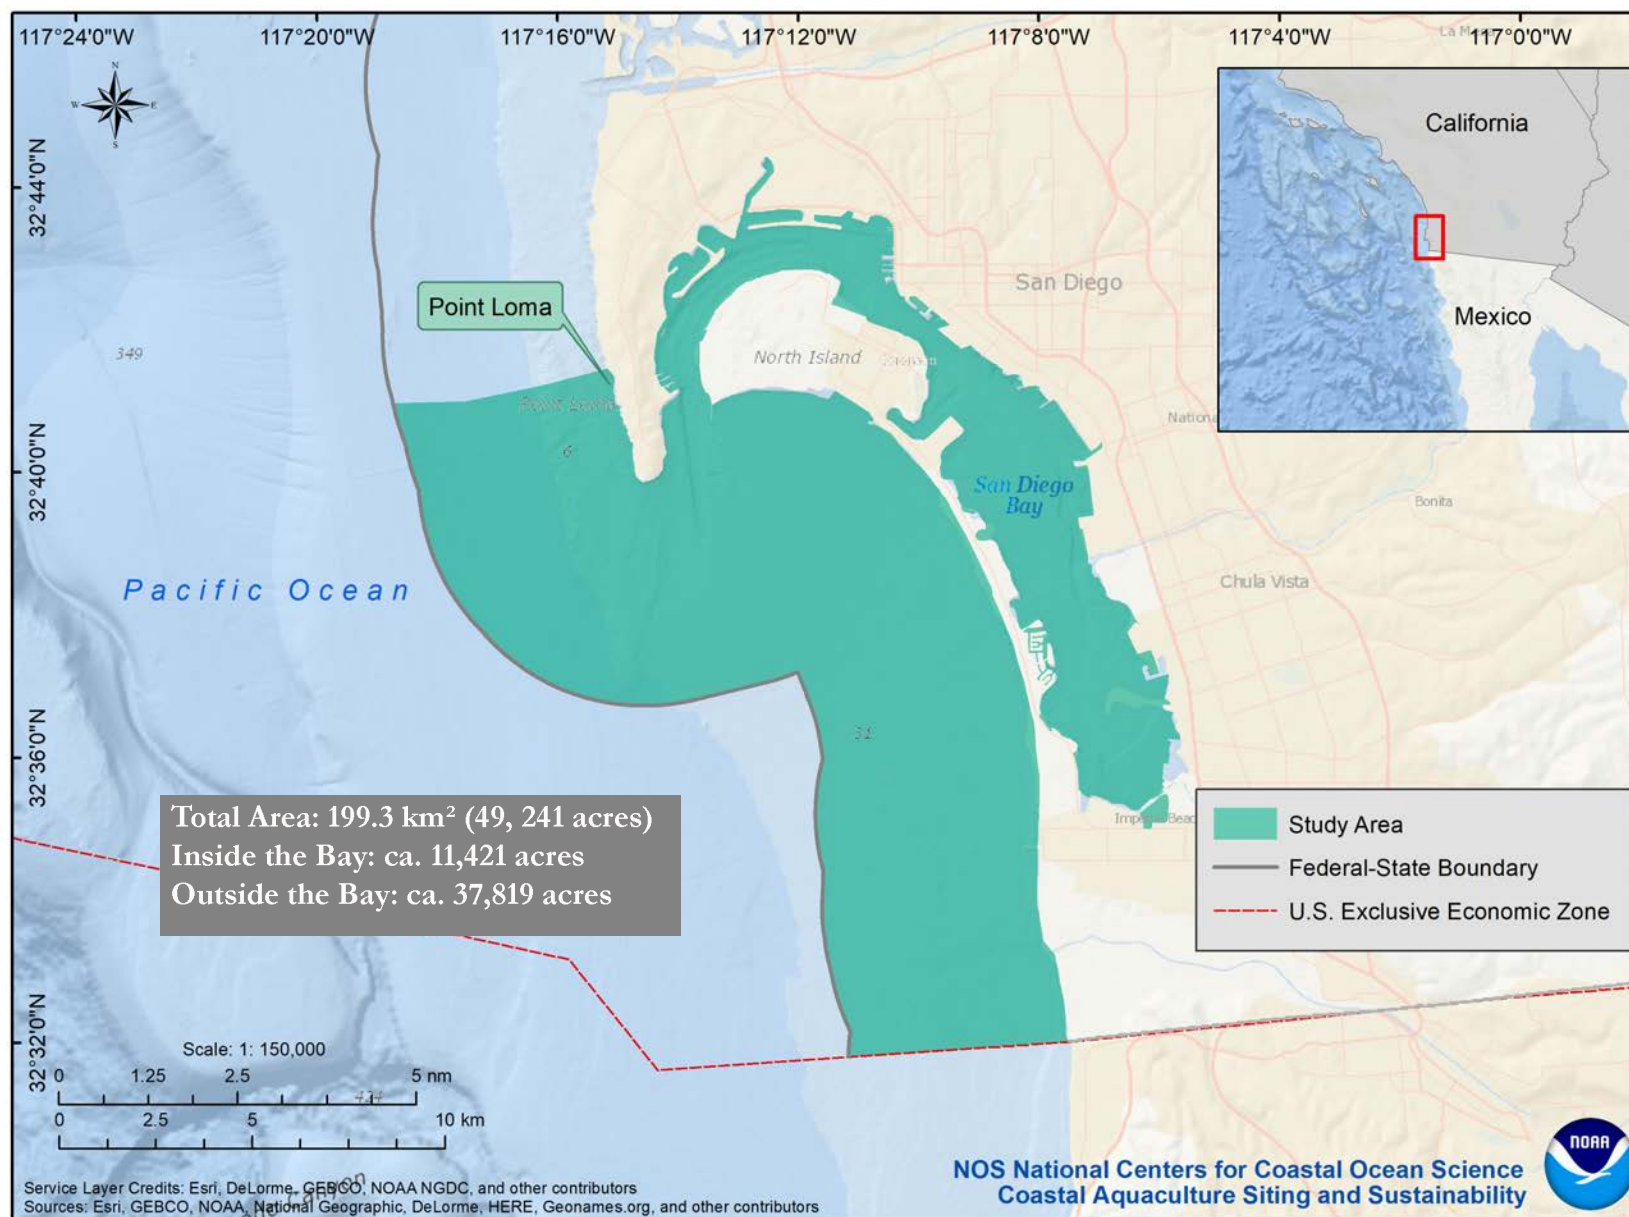 117°24'0"W 117°20'0"W 117°16'0"W 117°12'0"W 117°8'0"W 117°4'0"W 117°0'0"W
N
W E
S
California
Mexico
32°44'0"N
32°40'0"N
32°36'0"N
32°32'0"N
San Diego
Point Loma
349
North Island
Point Loma
6
San Diego
Bay
Bonita
Pacific Ocean
Chula Vista
31
Total Area: 199.3 km² (49, 241 acres)
Inside the Bay: ca. 11,421 acres
Outside the Bay: ca. 37,819 acres
Study Area
Federal-State Boundary
U.S. Exclusive Economic Zone
Scale: 1: 150,000
0 1.25 2.5 5 nm
0 2.5 5 10 km
NOAA
NOS National Centers for Coastal Ocean Science
Coastal Aquaculture Siting and Sustainability
Canyon
Service Layer Credits: Esri, DeLorme, GEBCO, NOAA NGDC, and other contributors
Sources: Esri, GEBCO, NOAA, National Geographic, DeLorme, HERE, Geonames.org, and other contributors